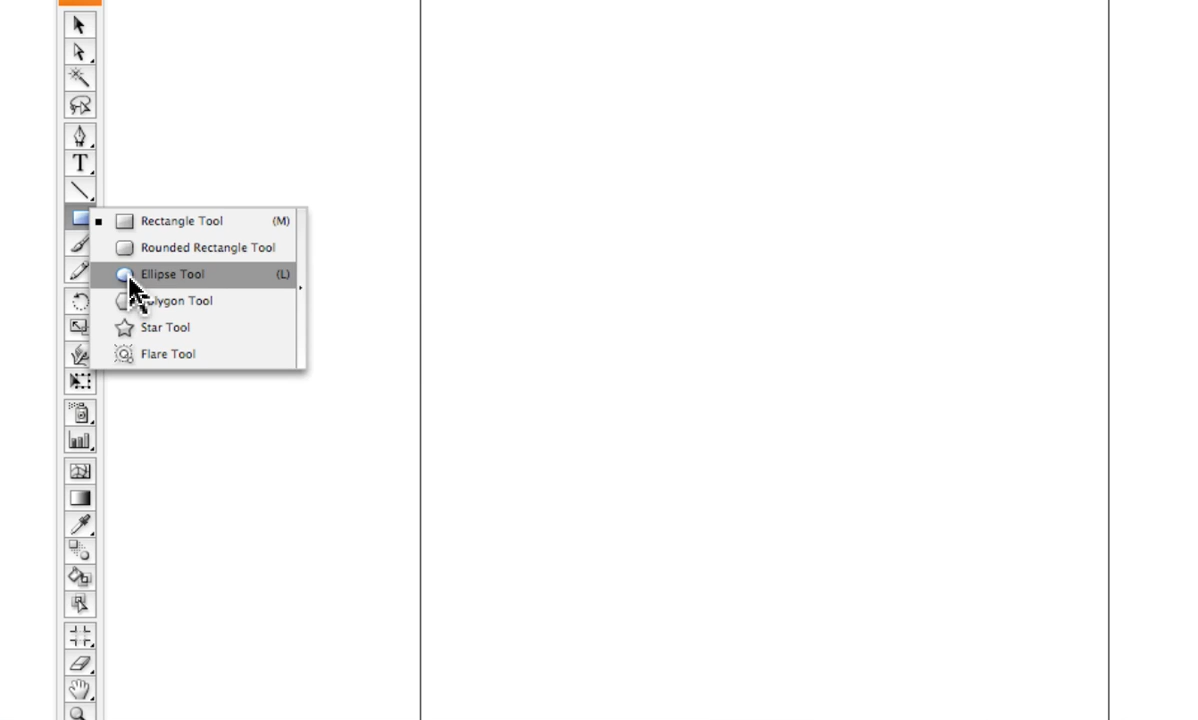 T
Rectangle Tool (M)
Rounded Rectangle Tool
Ellipse Tool (L)
Tool
Star Tool
Flare Tool